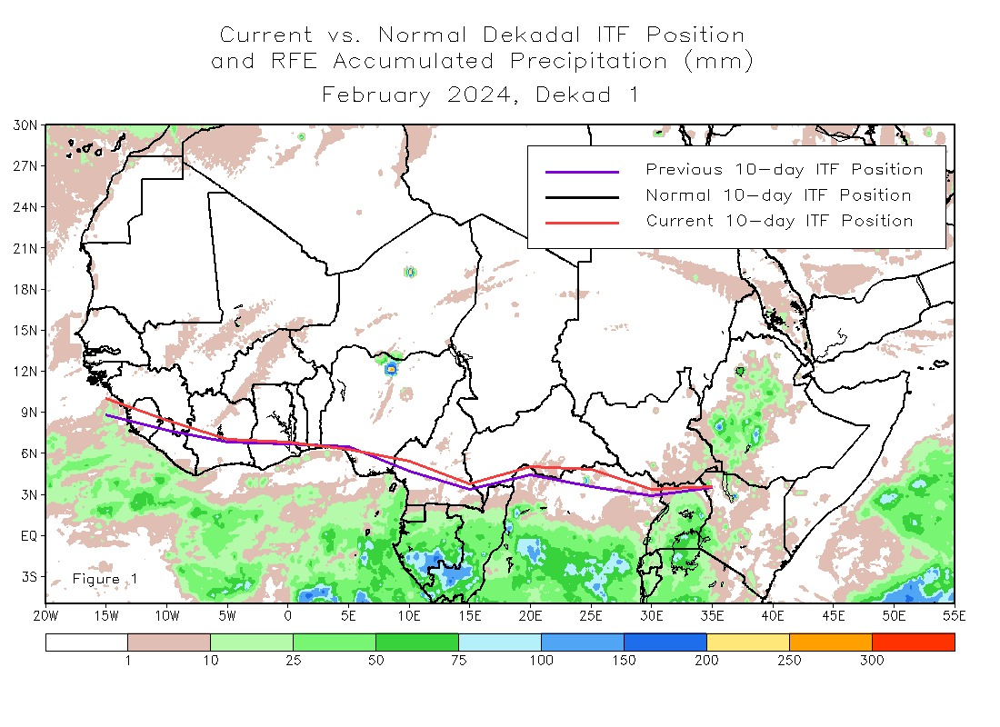 Current vs. Normal Dekadal ITF Position
and RFE Accumulated Precipitation (mm)
February 2024, Dekad 1
30N
27N
24N
21N
18N
15N
12N
9N
6N
3N
EQ
3S
Previous 10-day ITF Position
Normal 10-day ITF Position
Current 10-day ITF Position
Figure 1
20W 15W 10W 5W 0 5E 10E 15E 20E 25E 30E 35E 40E 45E 50E 55E
1 10 25 50 75 100 150 200 250 300